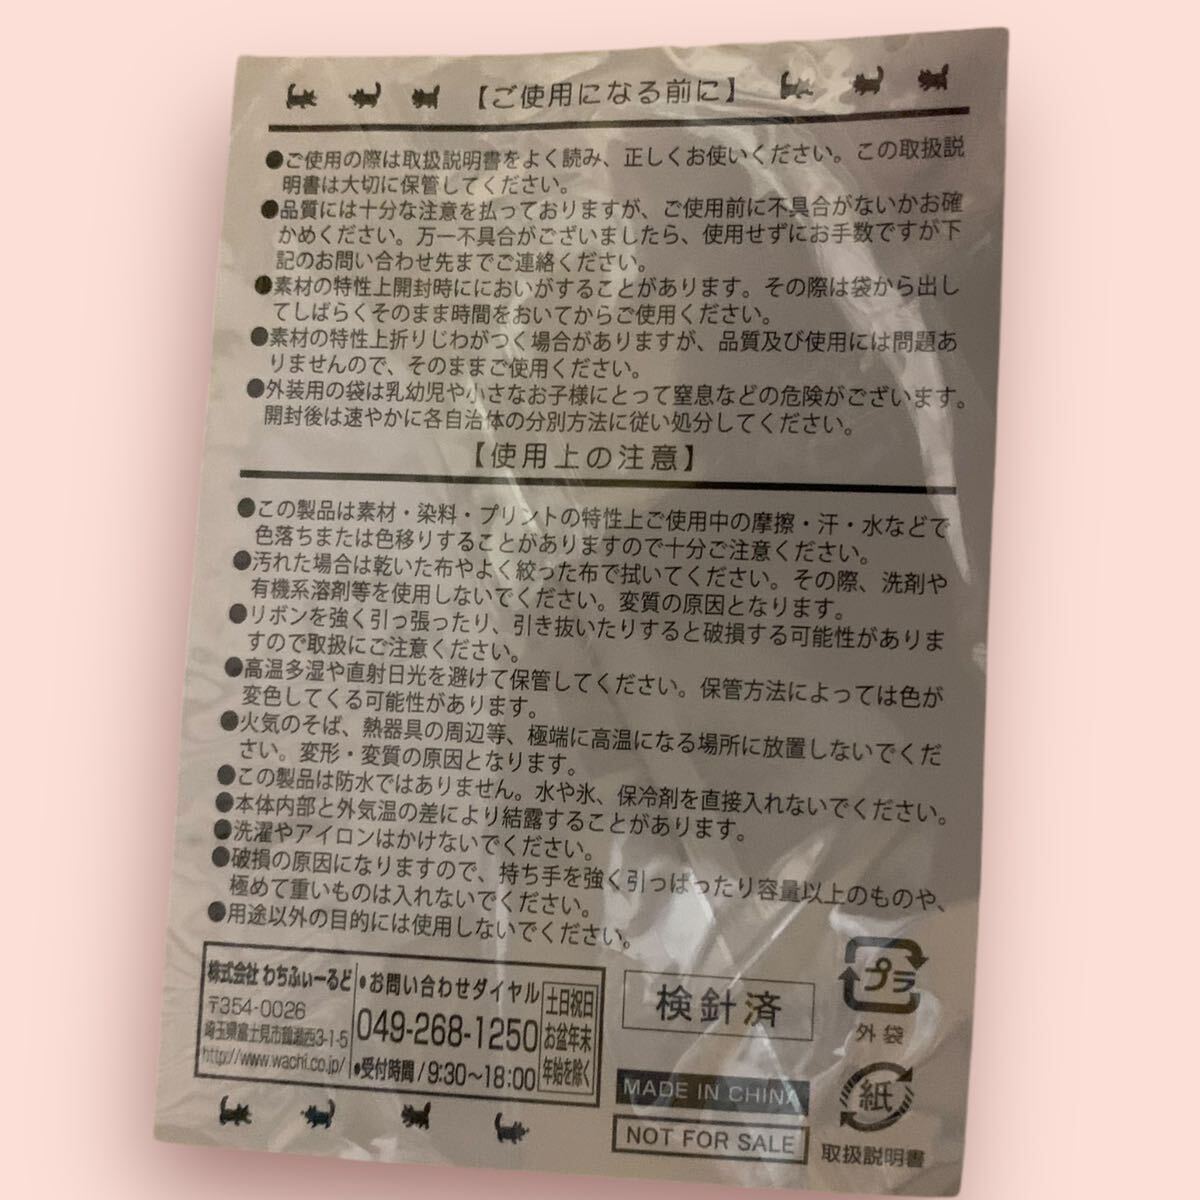 【ご使用になる前に】
●ご使用の際は取扱説明書をよく読み、正しくお使いください。この取扱説
明書は大切に保管してください。
●品質には十分な注意を払っておりますが、ご使用前に不具合がないかお確
かめください。万一不具合がございましたら、使用せずにお手数ですが下
記のお問い合わせ先までご連絡ください。
●素材の特性上開封時ににおいがすることがあります。その際は袋から出し
てしばらくそのまま時間をおいてからご使用ください。
●素材の特性上折りじわがつく場合がありますが、品質及び使用には問題あ
りませんので、そのままご使用ください。
●外装用の袋は乳幼児や小さなお子様にとって窒息などの危険がございます。
開封後は速やかに各自治体の分別方法に従い処分してください。
【使用上の注意】
●この製品は素材・染料・プリントの特性上ご使用中の摩擦・汗・水などで
色落ちまたは色移りすることがありますので十分ご注意ください。
●汚れた場合は乾いた布やよく絞った布で拭いてください。その際、洗剤や
有機系溶剤等を使用しないでください。変質の原因となります。
●リボンを強く引っ張ったり、引き抜いたりすると破損する可能性がありま
すので取扱にご注意ください。
●高温多湿や直射日光を避けて保管してください。保管方法によっては色が
変色してくる可能性があります。
●火気のそば、熱器具の周辺等、極端に高温になる場所に放置しないでくだ
さい。変形・変質の原因となります。
●この製品は防水ではありません。水や氷、保冷剤を直接入れないでください。
●本体内部と外気温の差により結露することがあります。
●洗濯やアイロンはかけないでください。
●破損の原因になりますので、持ち手を強く引っぱったり容量以上のものや、
極めて重いものは入れないでください。
●用途以外の目的には使用しないでください。
株式会社 わちふぃーるど
〒354-0026
埼玉県富士見市鶴瀬西3-1-5
http://www.wachi.co.jp/
●お問い合わせダイヤル
049-268-1250
●受付時間/9:30～18:00
土日祝日
お盆年末
年始を除く
検針済
MADE IN CHINA
NOT FOR SALE
プラ
外袋
紙
取扱説明書